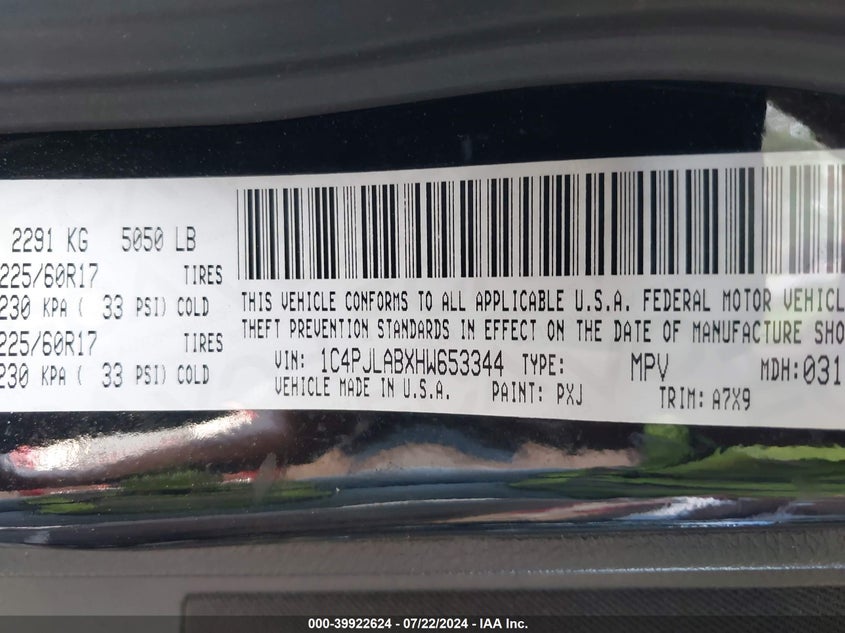 2291 KG 5050 LB
225/60R17 TIRES
230 KPA ( 33 PSI) COLD
225/60R17 TIRES
230 KPA ( 33 PSI) COLD
THIS VEHICLE CONFORMS TO ALL APPLICABLE U.S.A. FEDERAL MOTOR VEHICL
THEFT PREVENTION STANDARDS IN EFFECT ON THE DATE OF MANUFACTURE SHO
VIN: 1C4PJLABXHW653344 TYPE: MPV MDH:031
VEHICLE MADE IN U.S.A. PAINT: PXJ TRIM: A7X9
000-39922624 - 07/22/2024 - IAA Inc.